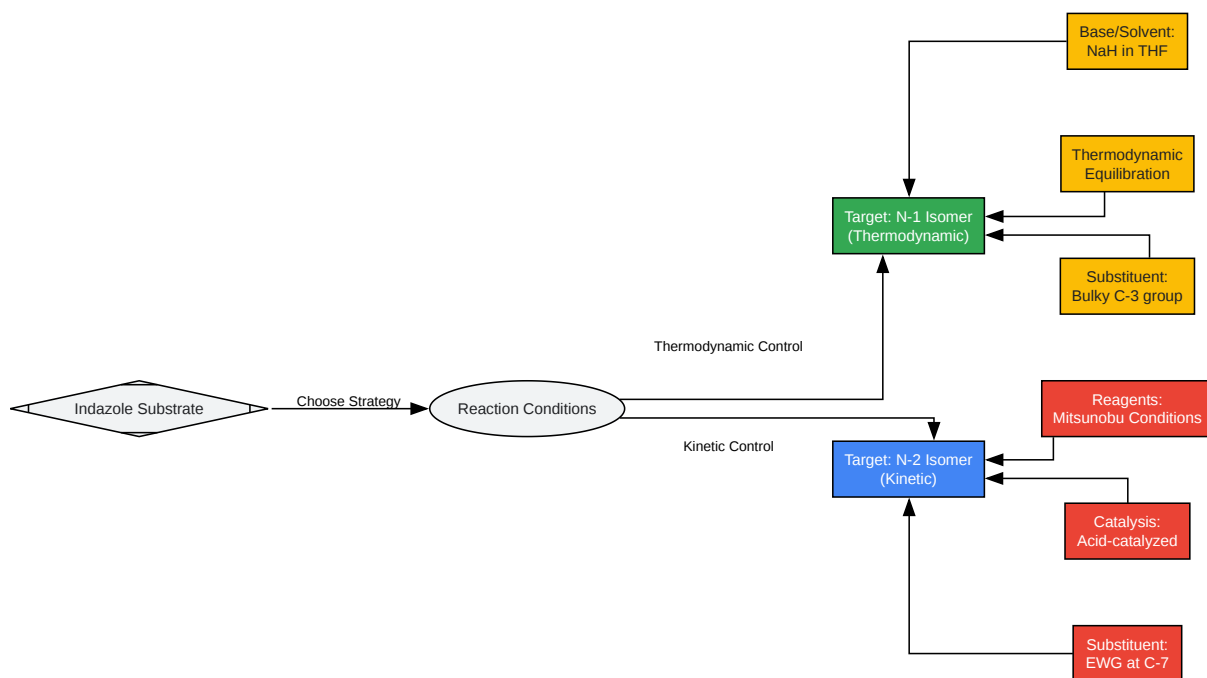 Base/Solvent:
NaH in THF
Thermodynamic
Equilibration
Target: N-1 Isomer
(Thermodynamic)
Substituent:
Bulky C-3 group
Thermodynamic Control
Indazole Substrate
Choose Strategy
Reaction Conditions
Kinetic Control
Reagents:
Mitsunobu Conditions
Target: N-2 Isomer
(Kinetic)
Catalysis:
Acid-catalyzed
Substituent:
EWG at C-7